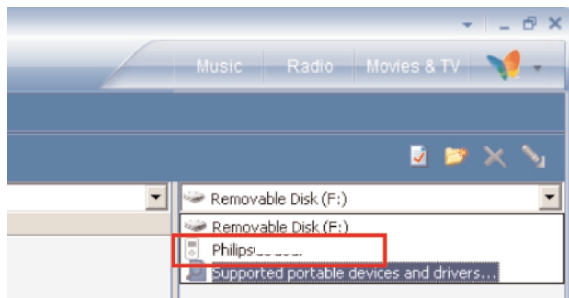 Music Radio Movies & TV
Removable Disk (F:)
Removable Disk (F:)
Philips
Supported portable devices and drivers...